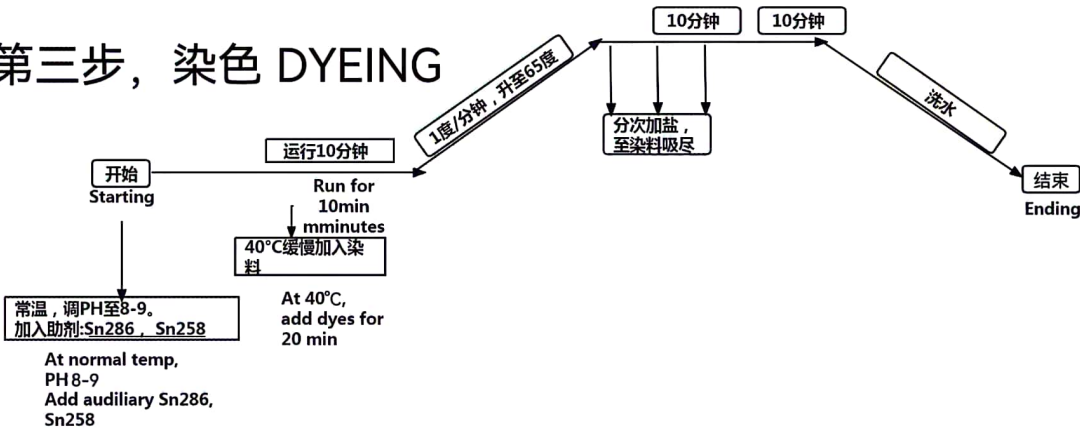 第三步，染色 DYEING
10分钟
10分钟
1度/分钟，升至65度
洗水
分次加盐，
至染料吸尽
运行10分钟
开始
Starting
Run for
10min
mminutes
结束
Ending
40°C缓慢加入染
料
At 40℃,
add dyes for
20 min
常温，调PH至8-9。
加入助剂:Sn286， Sn258
At normal temp,
PH 8-9
Add audiliary Sn286,
Sn258